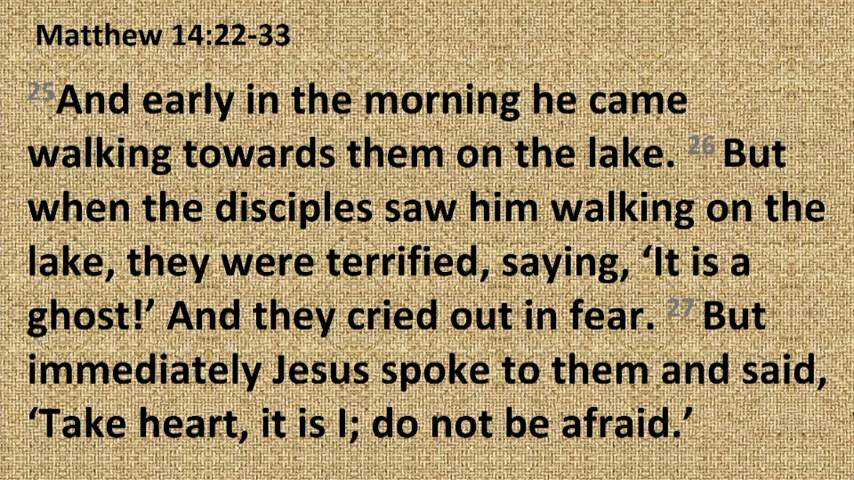 Matthew 14:22-33
25And early in the morning he came
walking towards them on the lake. 26 But
when the disciples saw him walking on the
lake, they were terrified, saying, ‘It is a
ghost!’ And they cried out in fear. 27 But
immediately Jesus spoke to them and said,
‘Take heart, it is I; do not be afraid.’